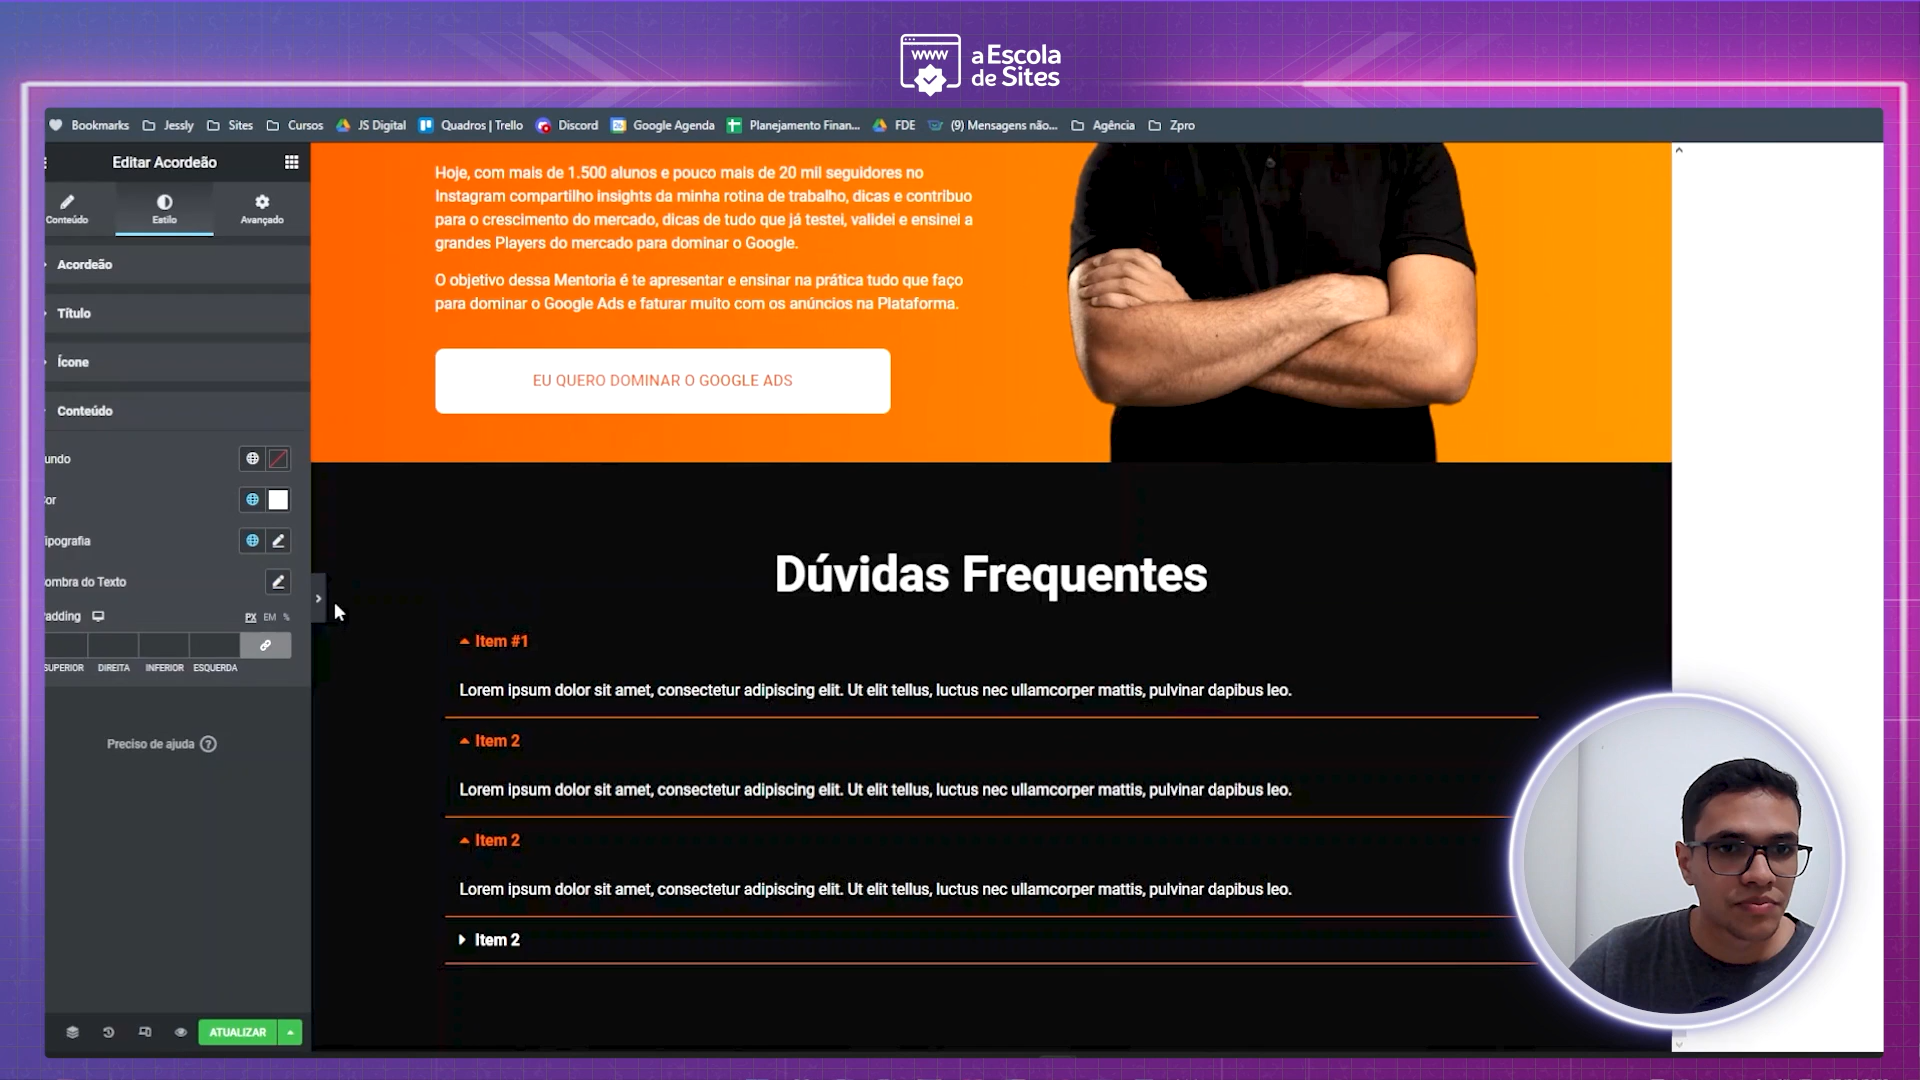 www
a Escola
de Sites
Bookmarks Jessly Sites Cursos JS Digital Quadros | Trello Discord Google Agenda Planejamento Finan... FDE (9) Mensagens não... Agência Zpro
Editar Acordeão
Conteúdo Estilo Avançado
Acordeão
Título
Ícone
Conteúdo
undo
or
ipografia
ombra do Texto
adding PX EM %
SUPERIOR DIREITA INFERIOR ESQUERDA
Preciso de ajuda ?
ATUALIZAR
Hoje, com mais de 1.500 alunos e pouco mais de 20 mil seguidores no
Instagram compartilho insights da minha rotina de trabalho, dicas e contribuo
para o crescimento do mercado, dicas de tudo que já testei, validei e ensinei a
grandes Players do mercado para dominar o Google.
O objetivo dessa Mentoria é te apresentar e ensinar na prática tudo que faço
para dominar o Google Ads e faturar muito com os anúncios na Plataforma.
EU QUERO DOMINAR O GOOGLE ADS
Dúvidas Frequentes
Item #1
Lorem ipsum dolor sit amet, consectetur adipiscing elit. Ut elit tellus, luctus nec ullamcorper mattis, pulvinar dapibus leo.
Item 2
Lorem ipsum dolor sit amet, consectetur adipiscing elit. Ut elit tellus, luctus nec ullamcorper mattis, pulvinar dapibus leo.
Item 2
Lorem ipsum dolor sit amet, consectetur adipiscing elit. Ut elit tellus, luctus nec ullamcorper mattis, pulvinar dapibus leo.
Item 2